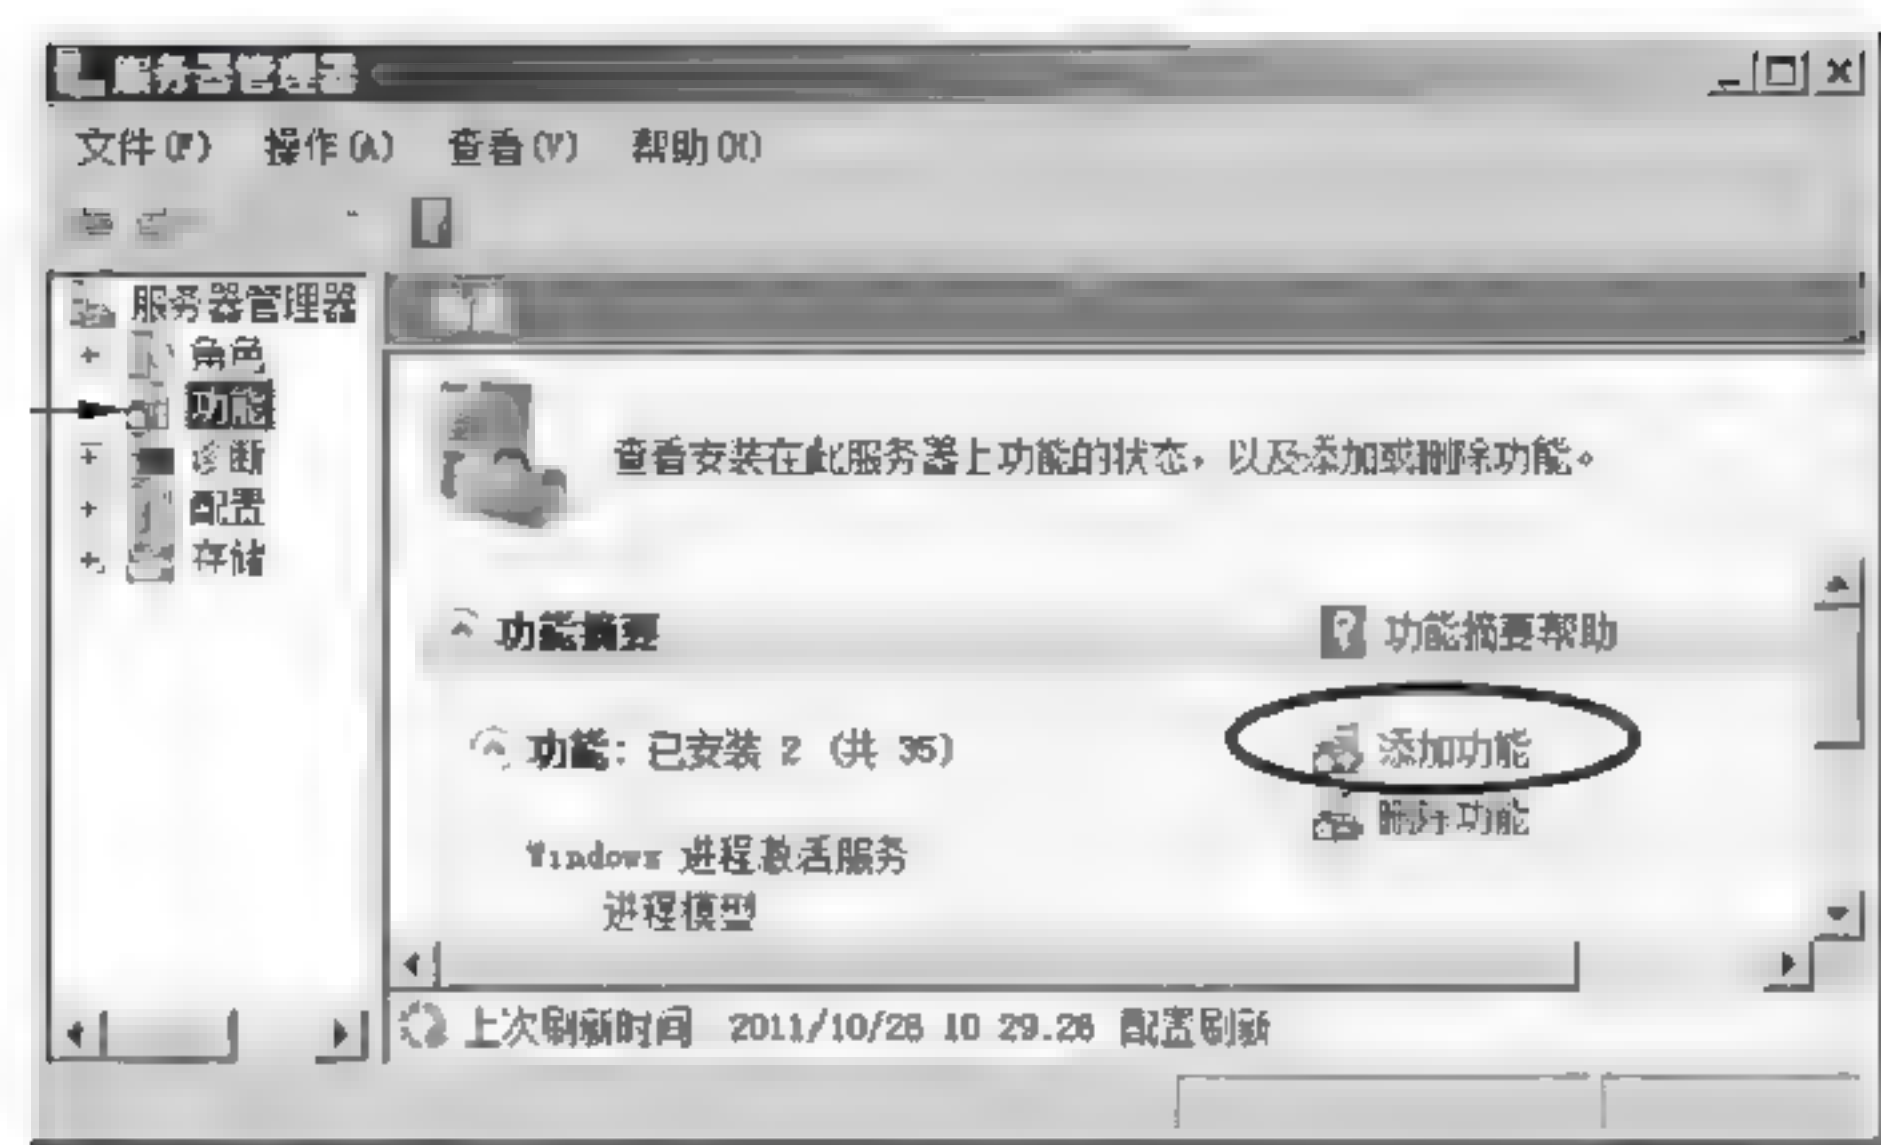 服务器管理器
文件(F) 操作(A) 查看(V) 帮助(H)
服务器管理器
角色
功能
诊断
配置
存储
查看安装在此服务器上功能的状态，以及添加或删除功能。
功能摘要
功能摘要帮助
功能：已安装 2 (共 35)
添加功能
删除功能
Windows 进程激活服务
进程模型
上次刷新时间 2011/10/26 10 29.26 配置刷新